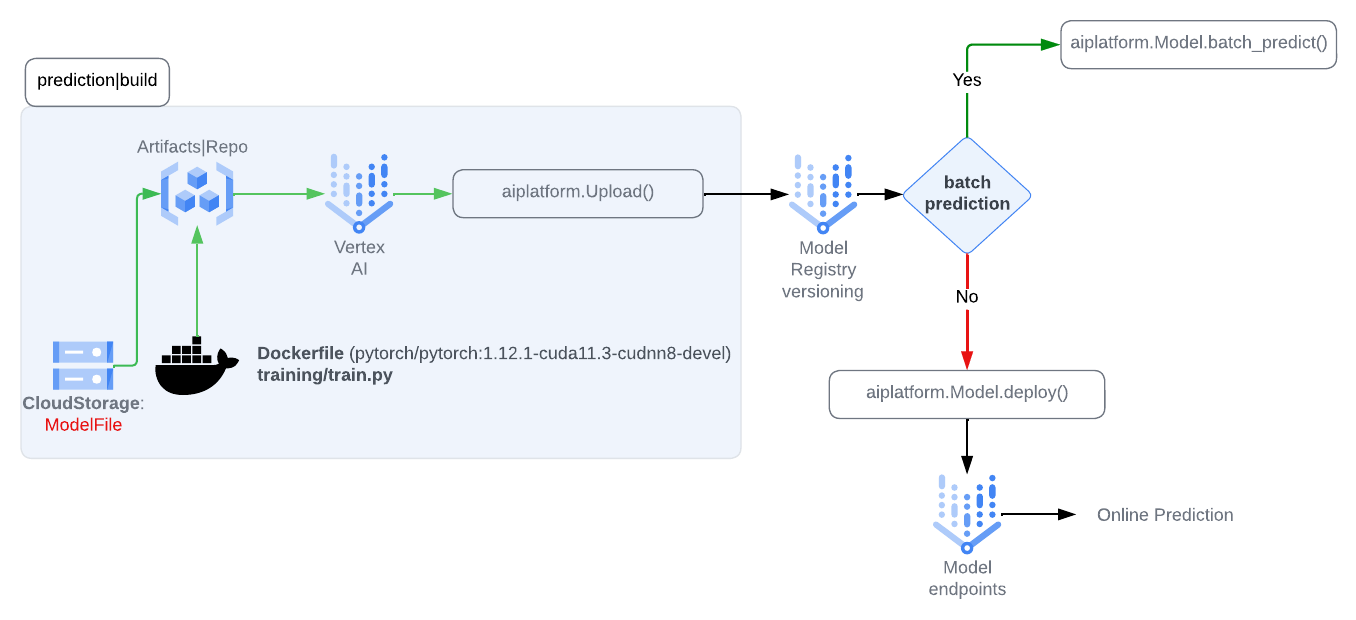 prediction|build
Artifacts|Repo
Vertex
AI
aiplatform.Upload()
CloudStorage:
ModelFile
Dockerfile (pytorch/pytorch:1.12.1-cuda11.3-cudnn8-devel)
training/train.py
Model
Registry
versioning
batch
prediction
Yes
aiplatform.Model.batch_predict()
No
aiplatform.Model.deploy()
Model
endpoints
Online Prediction